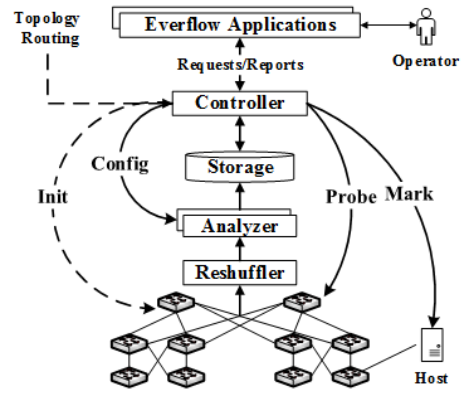 Topology
Routing
Everflow Applications
Operator
Requests/Reports
Controller
Config
Storage
Init
Probe
Mark
Analyzer
Reshuffler
Host